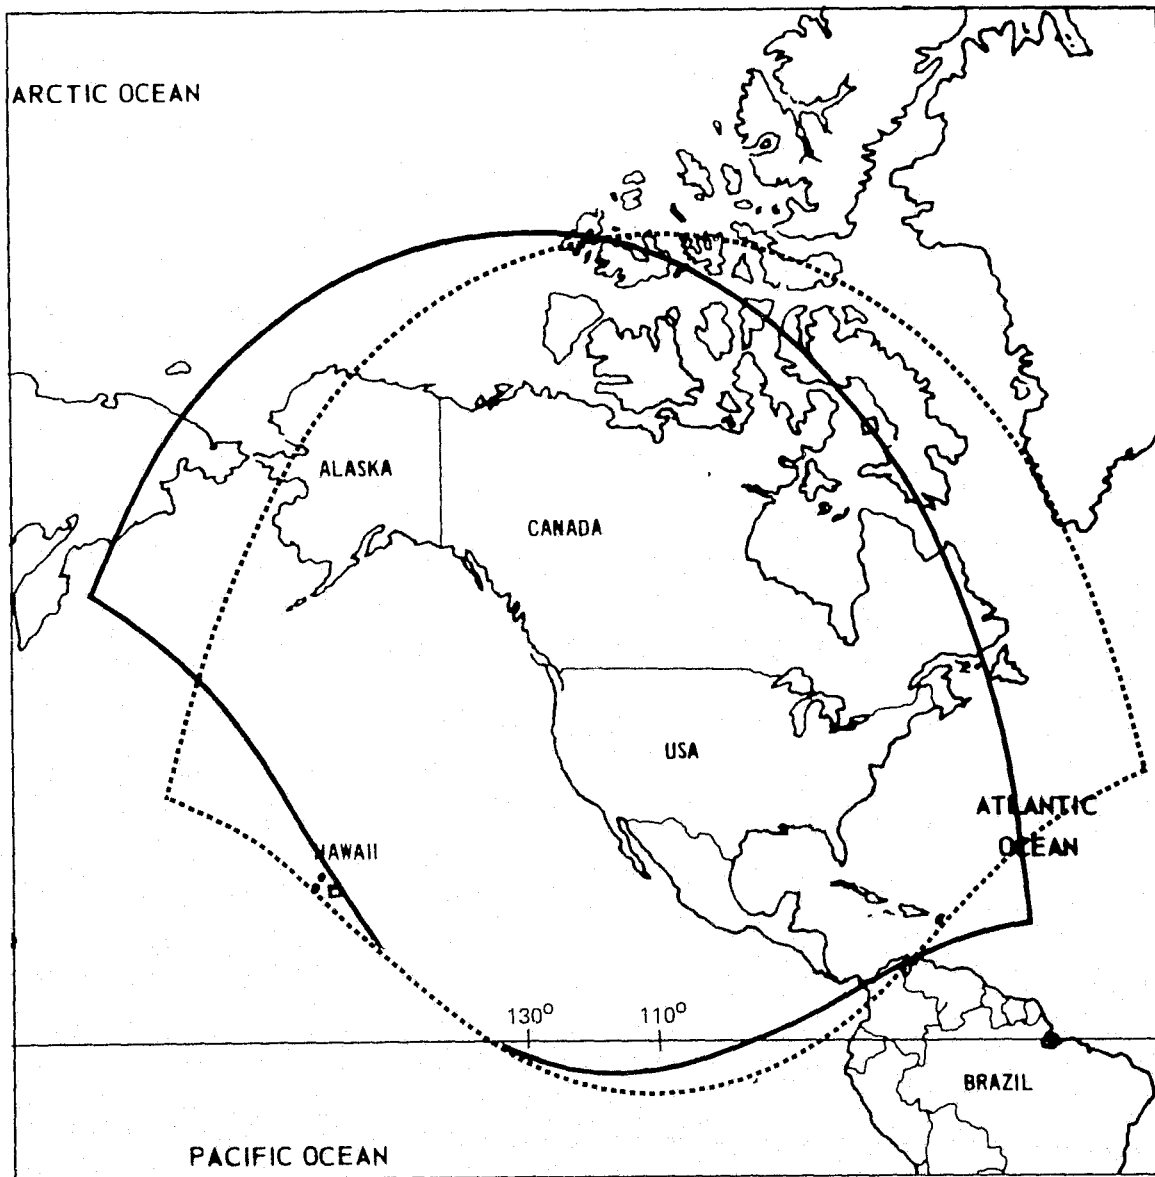 ARCTIC OCEAN
ALASKA
CANADA
USA
ATLANTIC
OCEAN
HAWAII
130°
110°
BRAZIL
PACIFIC OCEAN